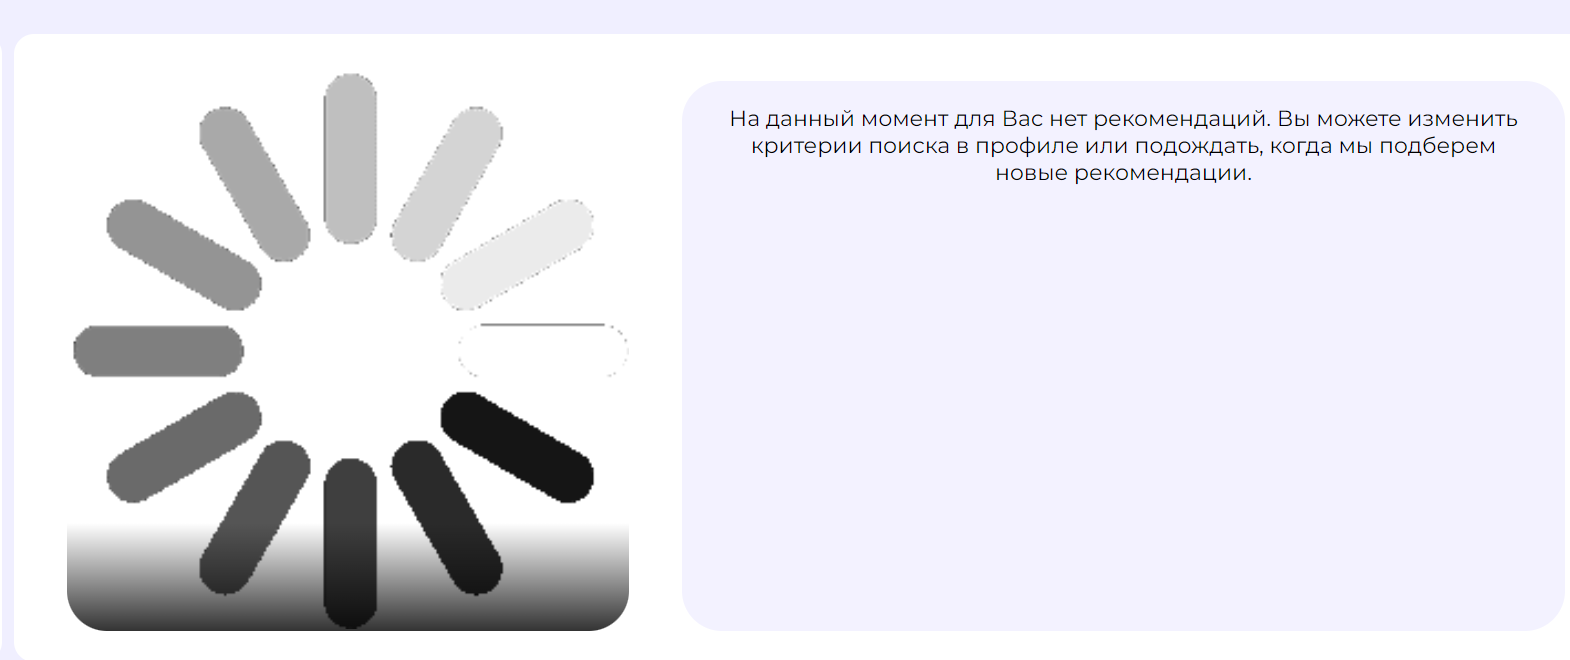 На данный момент для Вас нет рекомендаций. Вы можете изменить
критерии поиска в профиле или подождать, когда мы подберем
новые рекомендации.